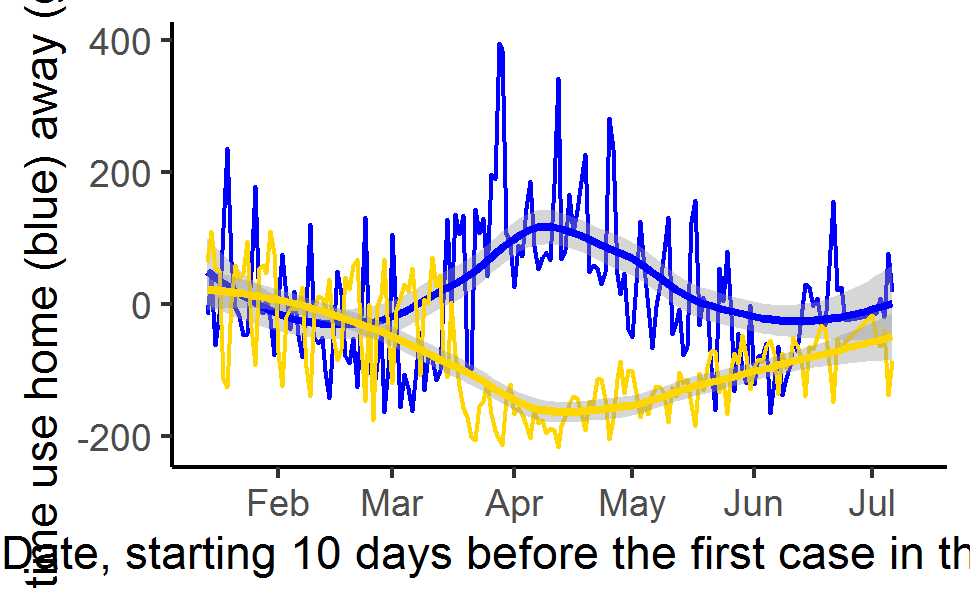 time use home (blue) away (
400
200
0
-200
Feb Mar Apr May Jun Jul
Date, starting 10 days before the first case in th